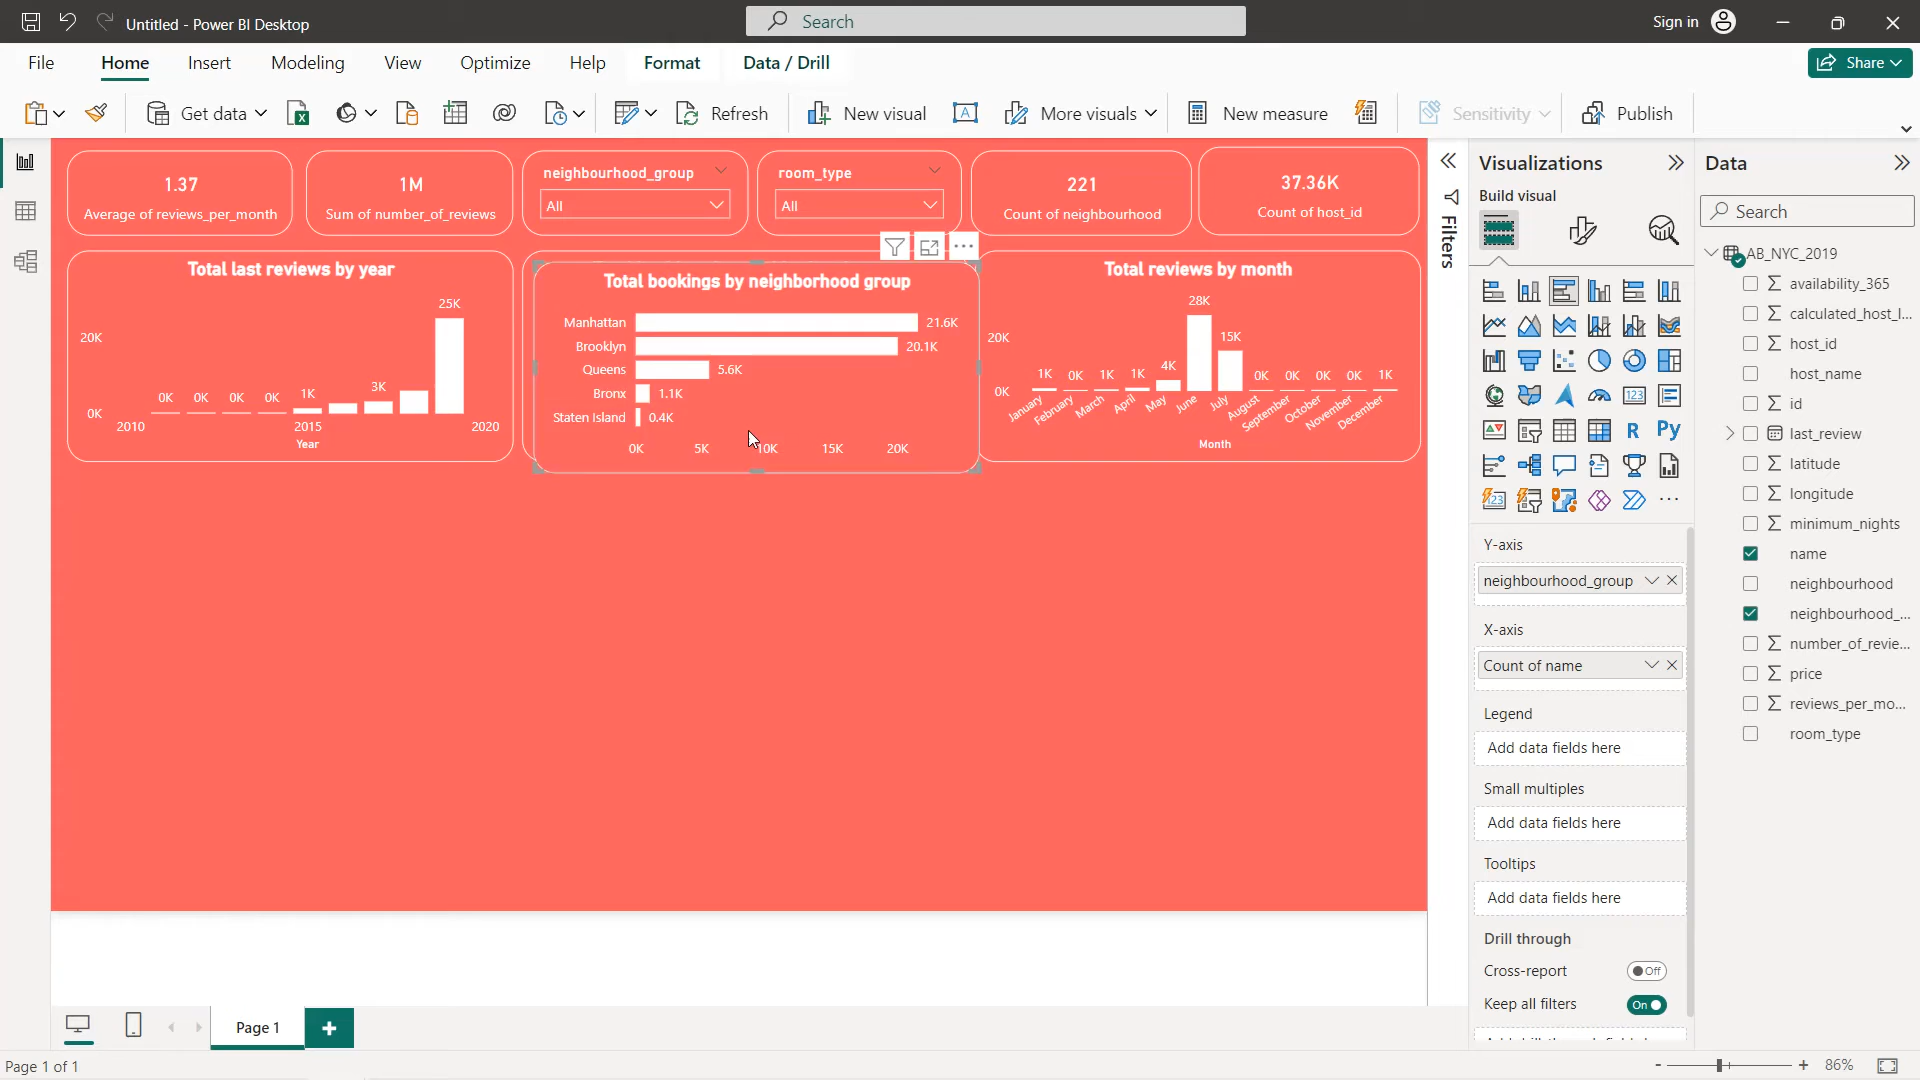 Untitled - Power BI Desktop
Search
Sign in
File Home Insert Modeling View Optimize Help Format Data / Drill
Share
Get data
Refresh
New visual
More visuals
New measure
Sensitivity
Publish
1.37
Average of reviews_per_month
1M
Sum of number_of_reviews
neighbourhood_group
All
room_type
All
221
Count of neighbourhood
37.36K
Count of host_id
Total last reviews by year
20K
0K
0K 0K 0K 0K 1K 3K 25K
2010 2015 2020
Year
Total bookings by neighborhood group
Manhattan 21.6K
Brooklyn 20.1K
Queens 5.6K
Bronx 1.1K
Staten Island 0.4K
0K 5K 10K 15K 20K
Total reviews by month
20K
0K
1K 0K 1K 1K 4K 28K 15K 0K 0K 0K 0K 1K
January February March April May June July August September October November December
Month
Filters
Visualizations
Build visual
123
R
Py
123
Y-axis
neighbourhood_group
X-axis
Count of name
Legend
Add data fields here
Small multiples
Add data fields here
Tooltips
Add data fields here
Drill through
Cross-report
Off
Keep all filters
On
Data
Search
AB_NYC_2019
availability_365
calculated_host_l...
host_id
host_name
id
last_review
latitude
longitude
minimum_nights
name
neighbourhood
neighbourhood_...
number_of_revie...
price
reviews_per_mo...
room_type
Page 1
Page 1 of 1
- + 86%